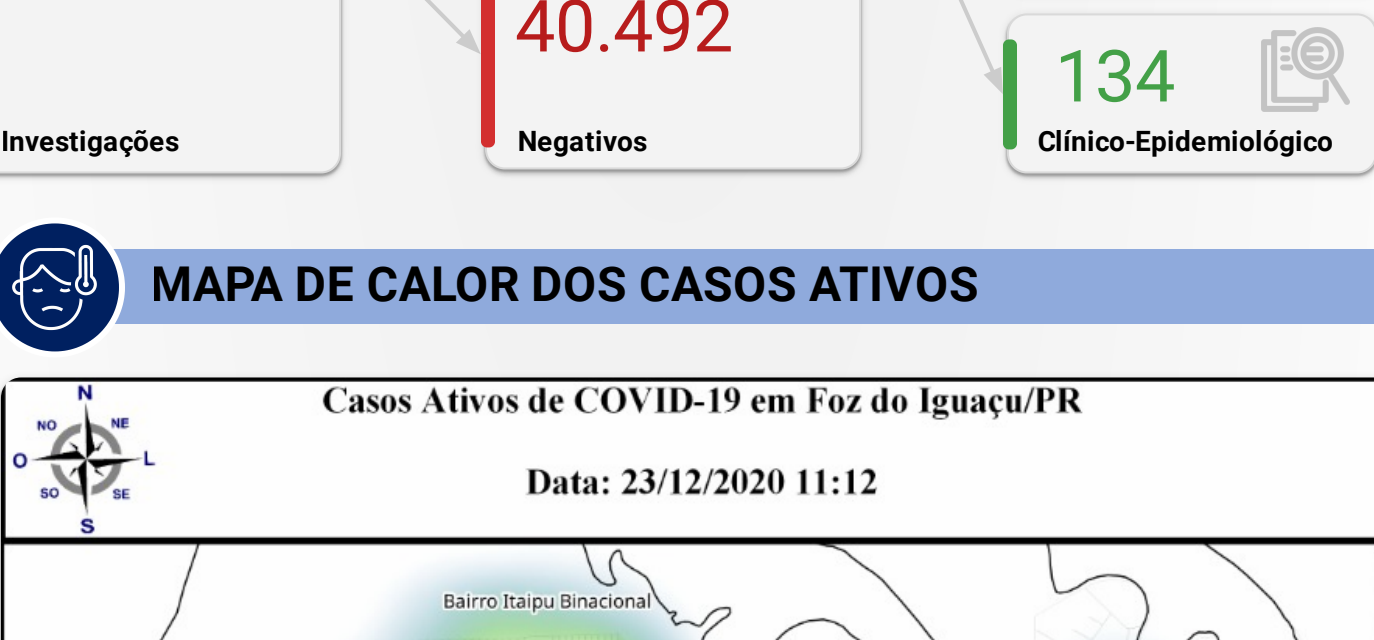 40.492
134
Investigações
Negativos
Clínico-Epidemiológico
MAPA DE CALOR DOS CASOS ATIVOS
N
Casos Ativos de COVID-19 em Foz do Iguaçu/PR
NO
NE
O
L
Data: 23/12/2020 11:12
SO
SE
S
Bairro Itaipu Binacional